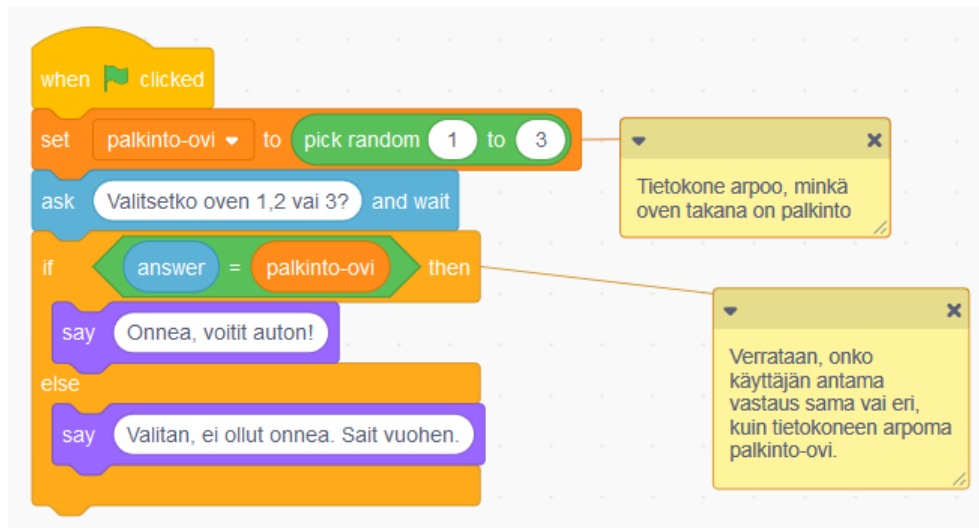 when clicked
set palkinto-ovi to pick random 1 to 3
Tietokone arpoo, minkä
oven takana on palkinto
ask Valitsetko oven 1,2 vai 3? and wait
if answer = palkinto-ovi then
say Onnea, voitit auton!
Verrataan, onko
käyttäjän antama
vastaus sama vai eri,
kuin tietokoneen arpoma
palkinto-ovi.
else
say Valitan, ei ollut onnea. Sait vuohen.